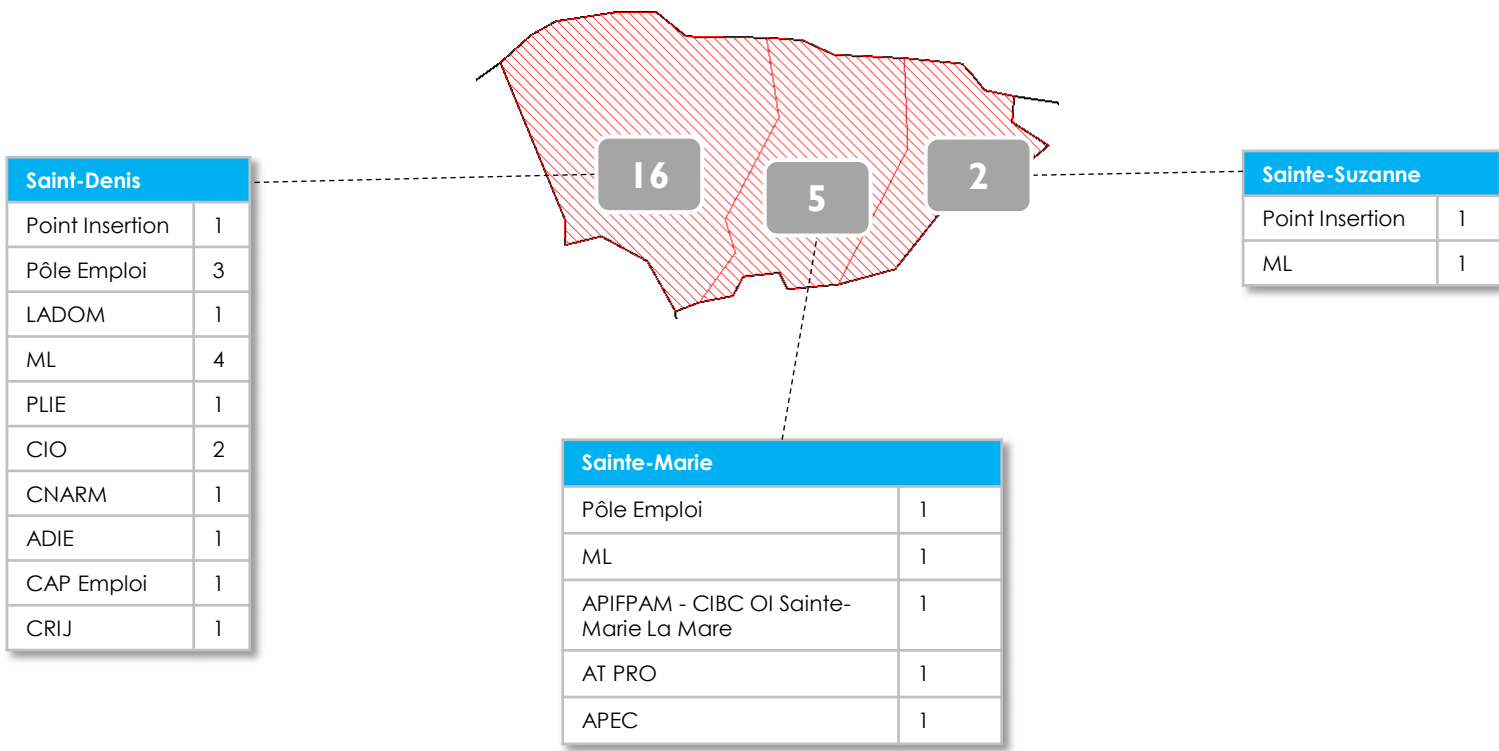 16
5
2
Saint-Denis
Point Insertion 1
Pôle Emploi 3
LADOM 1
ML 4
PLIE 1
CIO 2
CNARM 1
ADIE 1
CAP Emploi 1
CRIJ 1
Sainte-Marie
Pôle Emploi 1
ML 1
APIFPAM - CIBC OI Sainte- 1
Marie La Mare
AT PRO 1
APEC 1
Sainte-Suzanne
Point Insertion 1
ML 1